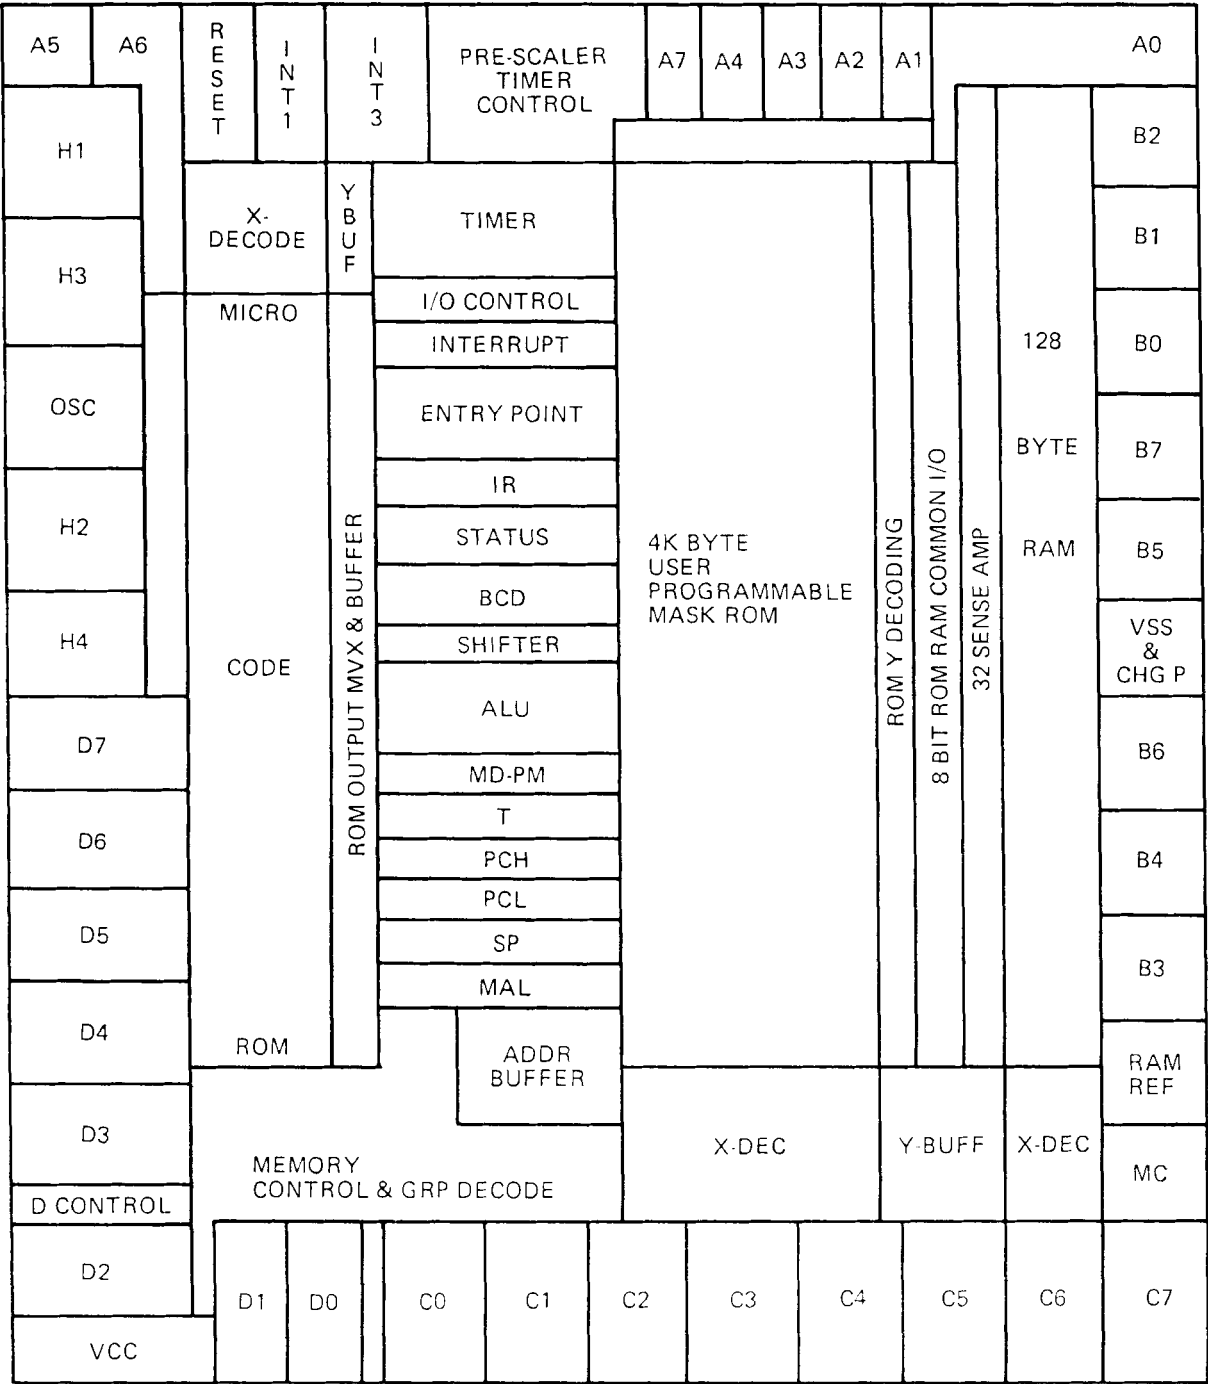 A5
A6
RESET
INT1
INT3
PRE-SCALER
TIMER
CONTROL
A7
A4
A3
A2
A1
A0
H1
H3
OSC
H2
H4
D7
D6
D5
D4
D3
D CONTROL
D2
VCC
X-
DECODE
YBUF
MICRO
CODE
ROM
ROM OUTPUT MVX & BUFFER
TIMER
I/O CONTROL
INTERRUPT
ENTRY POINT
IR
STATUS
BCD
SHIFTER
ALU
MD-PM
T
PCH
PCL
SP
MAL
ADDR
BUFFER
MEMORY
CONTROL & GRP DECODE
4K BYTE
USER
PROGRAMMABLE
MASK ROM
ROM Y DECODING
8 BIT ROM RAM COMMON I/O
32 SENSE AMP
128
BYTE
RAM
B2
B1
B0
B7
B5
VSS
&
CHG P
B6
B4
B3
RAM
REF
MC
X-DEC
Y-BUFF
X-DEC
D1
D0
C0
C1
C2
C3
C4
C5
C6
C7